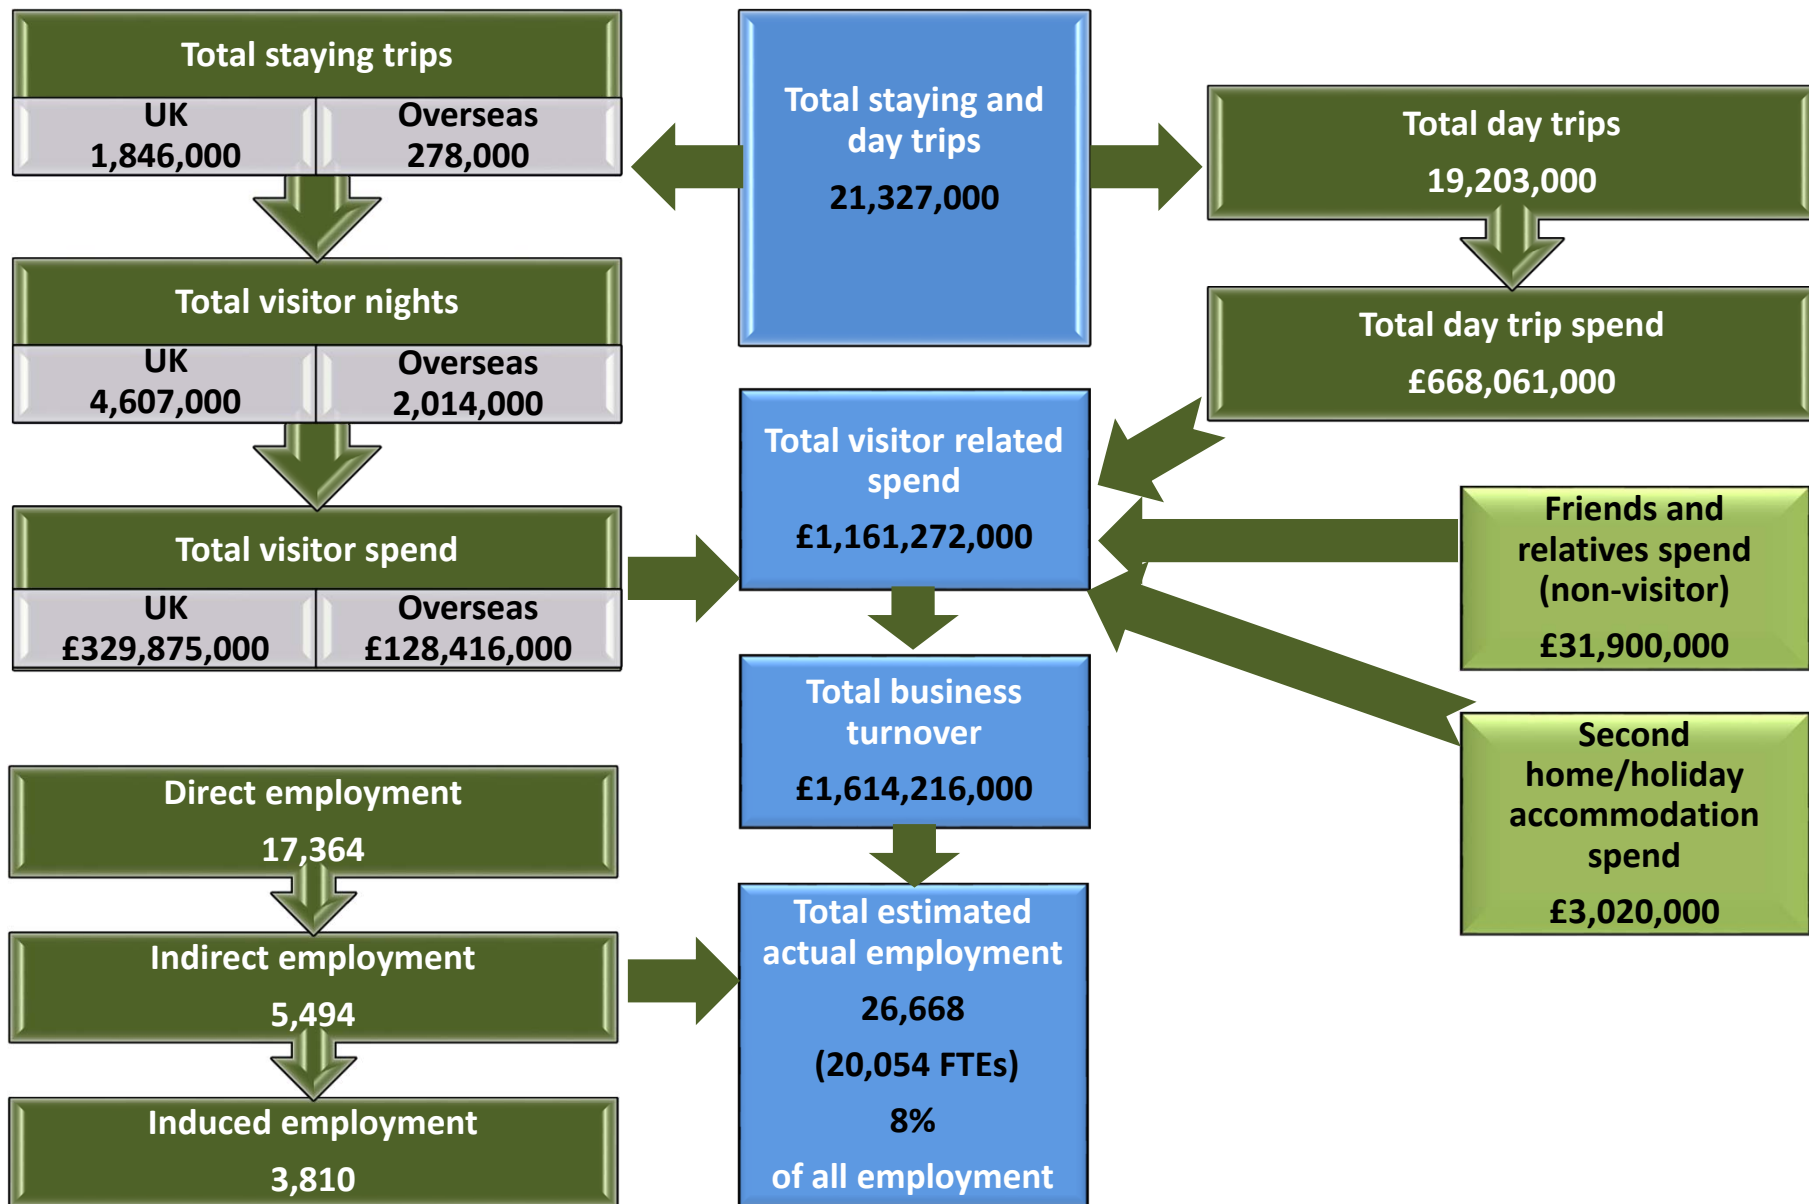 Total staying trips
UK
1,846,000
Overseas
278,000
Total visitor nights
UK
4,607,000
Overseas
2,014,000
Total visitor spend
UK
£329,875,000
Overseas
£128,416,000
Direct employment
17,364
Indirect employment
5,494
Induced employment
3,810
Total staying and
day trips
21,327,000
Total visitor related
spend
£1,161,272,000
Total business
turnover
£1,614,216,000
Total estimated
actual employment
26,668
(20,054 FTEs)
8%
of all employment
Total day trips
19,203,000
Total day trip spend
£668,061,000
Friends and
relatives spend
(non-visitor)
£31,900,000
Second
home/holiday
accommodation
spend
£3,020,000